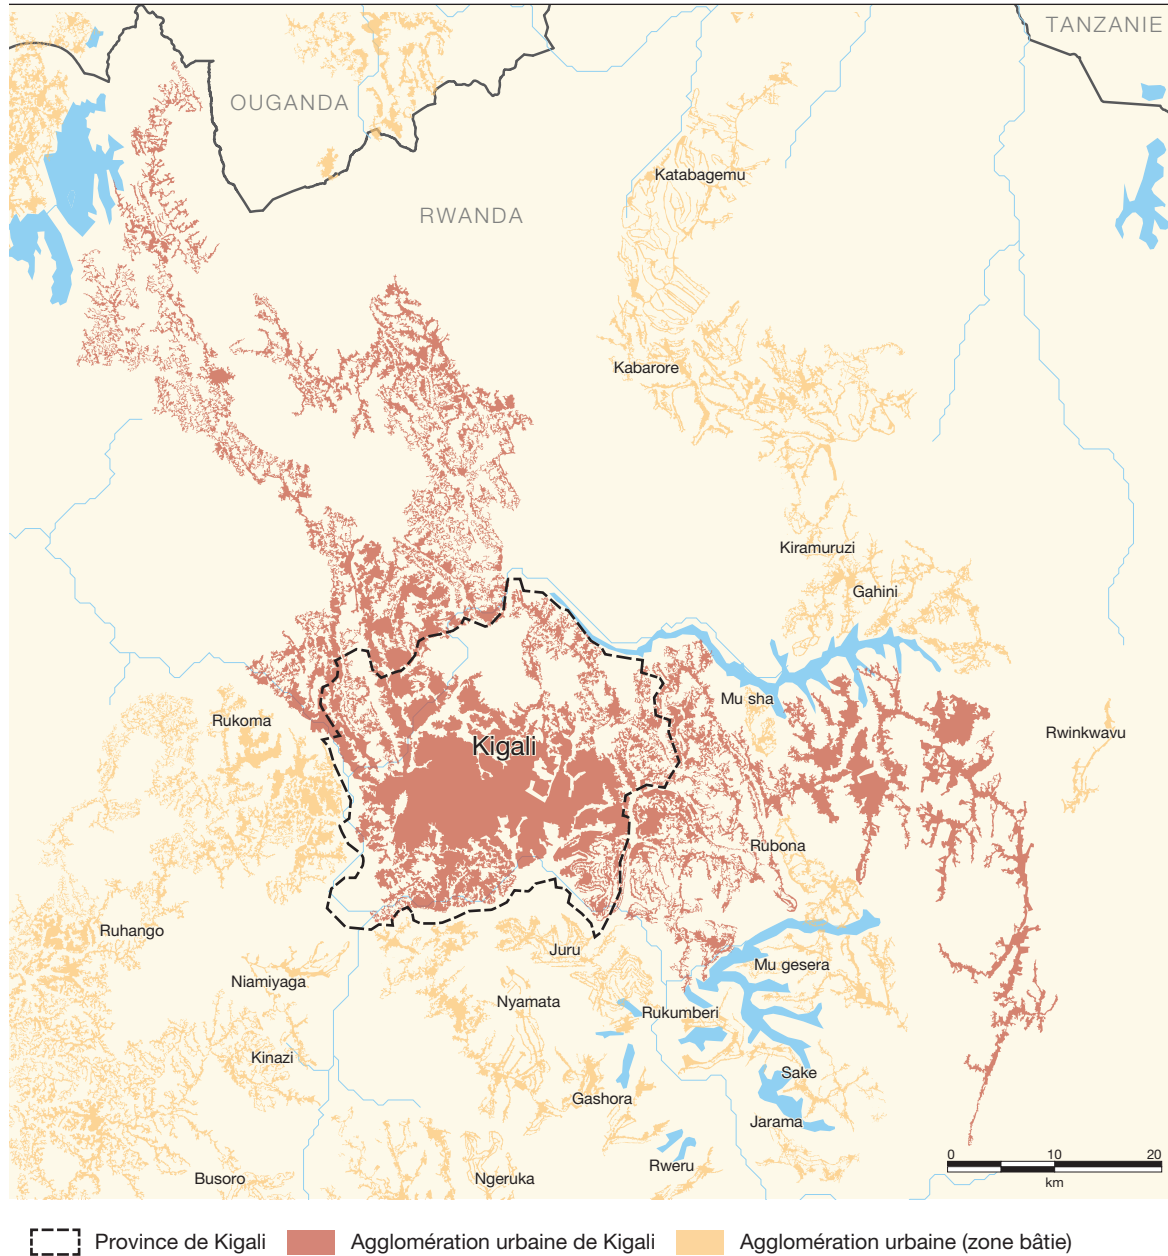 TANZANIE
OUGANDA
Katabagemu
RWANDA
Kabarore
Kiramuruzi
Gahini
Mu sha
Rukoma
Rwinkwavu
Kigali
Rubona
Ruhango
Juru
Mu gesera
Niamiyaga
Nyamata
Rukumberi
Kinazi
Sake
Gashora
Jarama
Rweru
Busoro
Ngeruka
0 10 20
km
Province de Kigali Agglomération urbaine de Kigali Agglomération urbaine (zone bâtie)